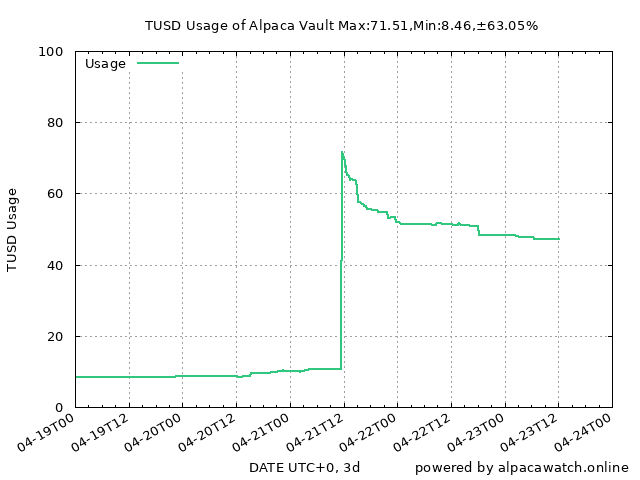 TUSD Usage of Alpaca Vault Max:71.51,Min:8.46,±63.05%
Usage
100
80
60
40
20
0
TUSD Usage
04-19T00
04-19T12
04-20T00
04-20T12
04-21T00
04-21T12
04-22T00
04-22T12
04-23T00
04-23T12
04-24T00
DATE UTC+0, 3d
powered by alpacawatch.online